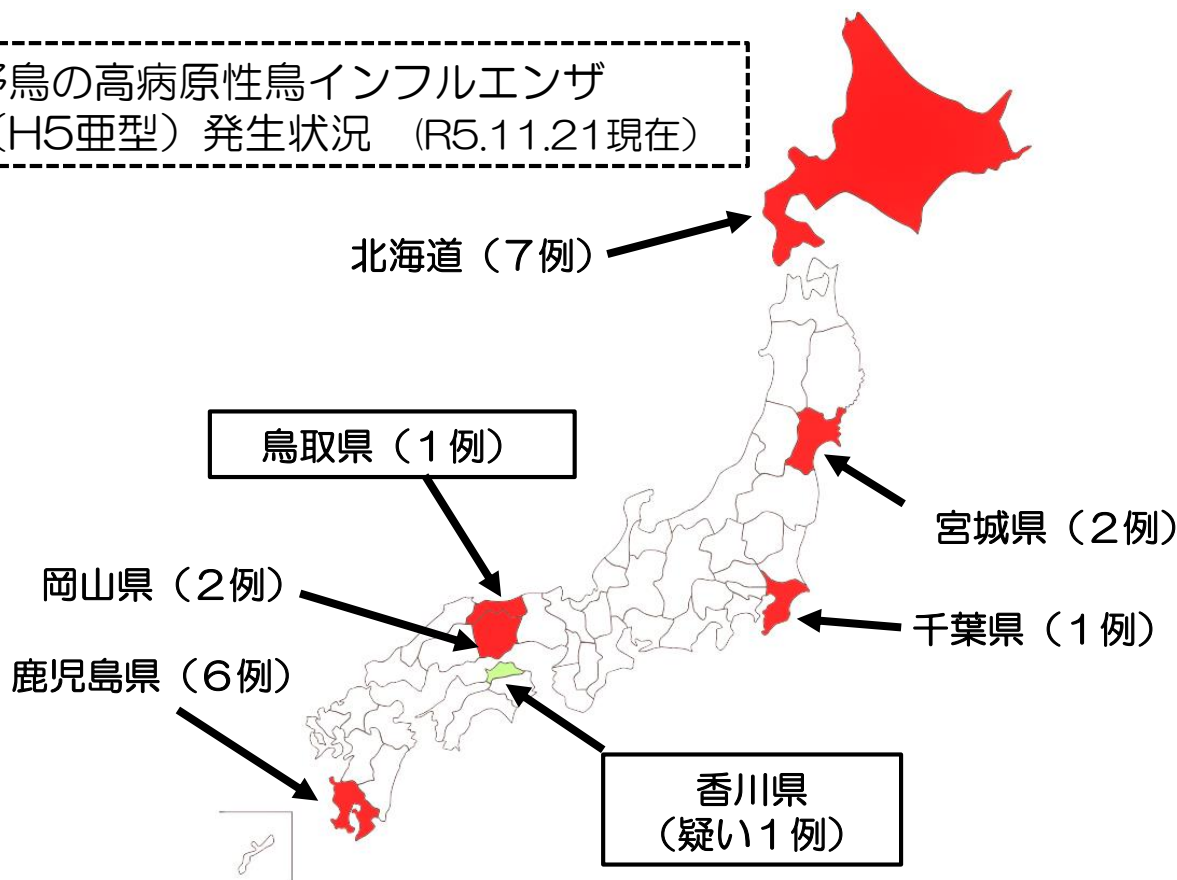 鳥の高病原性鳥インフルエンザ
（H5亜型）発生状況　（R5.11.21現在）
北海道（７例）
鳥取県（１例）
宮城県（２例）
岡山県（２例）
千葉県（１例）
鹿児島県（６例）
香川県
（疑い１例）